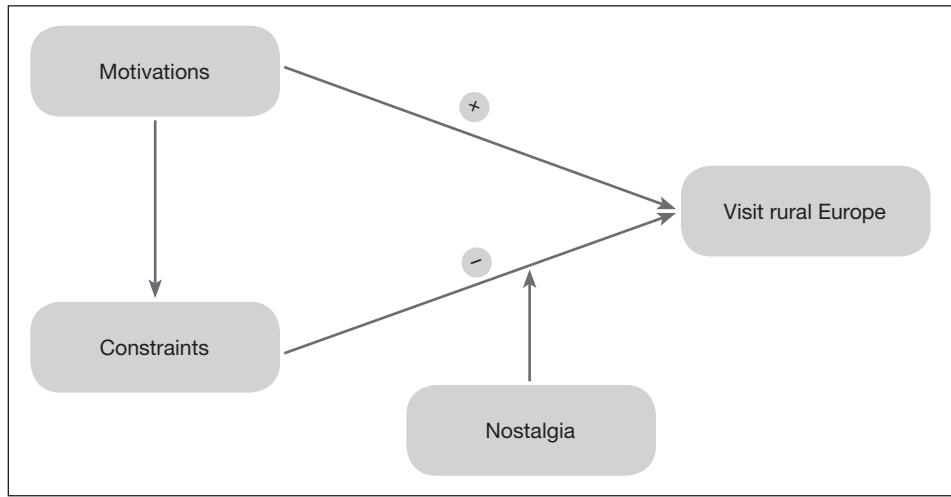 Motivations
+
Visit rural Europe
−
Constraints
Nostalgia